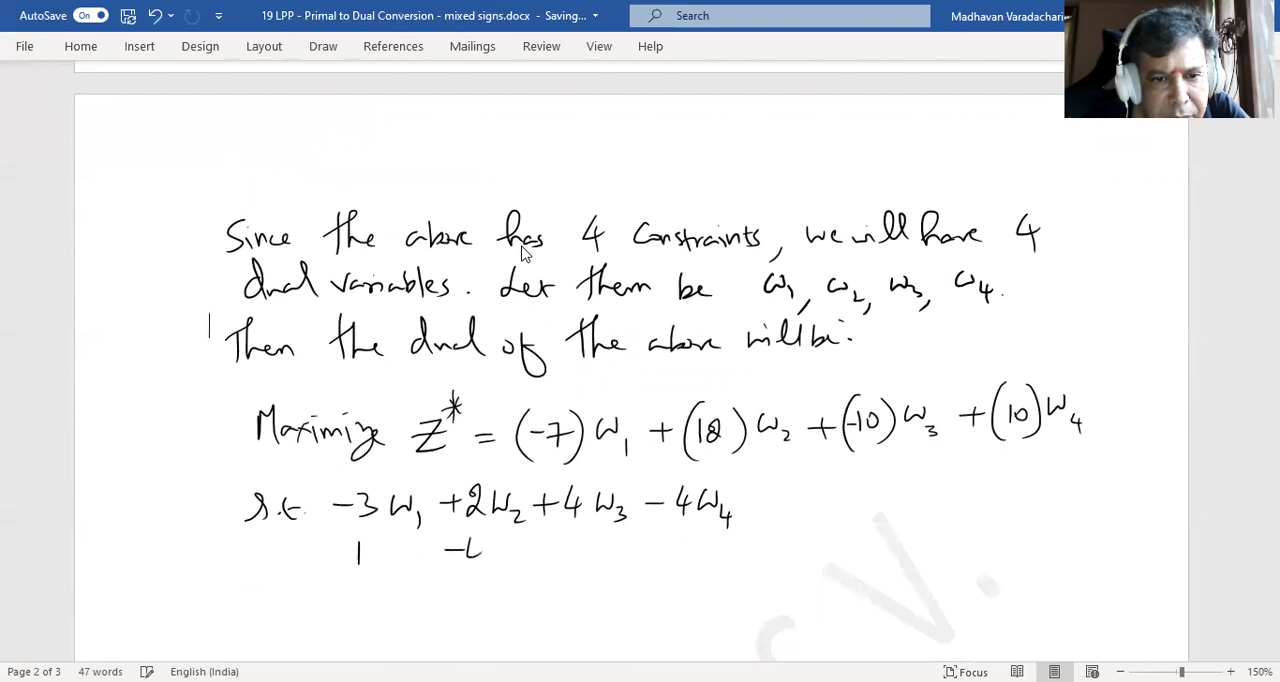 AutoSave On 19 LPP - Primal to Dual Conversion - mixed signs.docx - Saving... Search Madhavan Varadachari
File Home Insert Design Layout Draw References Mailings Review View Help
Since the above has 4 Constraints, we will have 4
dual variables. Let them be w1, w2, w3, w4.
Then the dual of the above will be:
Maximize Z* = (-7) w1 + (18) w2 + (-10) w3 + (10) w4
s.t. -3 w1 + 2 w2 + 4 w3 - 4 w4
1
V.
Page 2 of 3 47 words English (India) Focus 150%